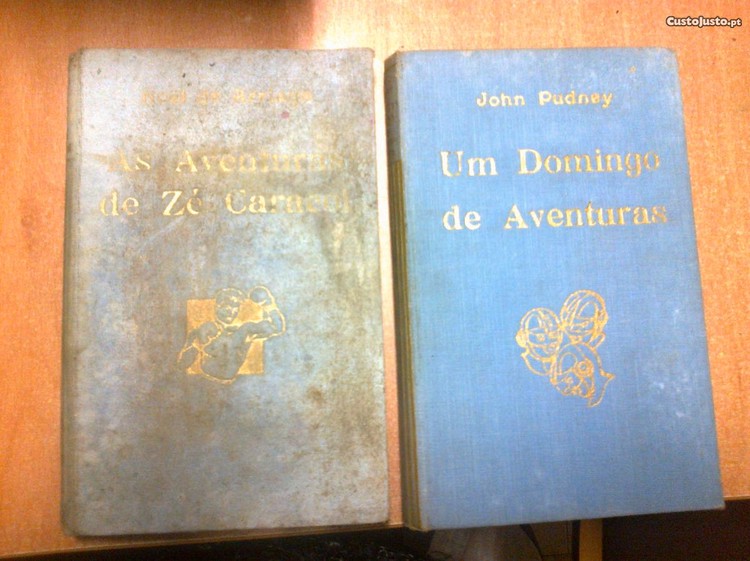 CustoJusto.pt
As Aventuras
de Zé Caracol
John Pudney
Um Domingo
de Aventuras